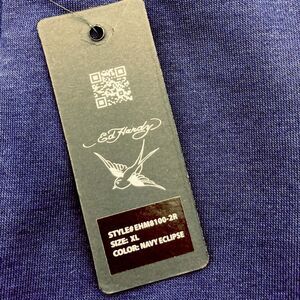 Ed Hardy
STYLE# EHM8100-2R
SIZE: XL
COLOR: NAVY ECLIPSE